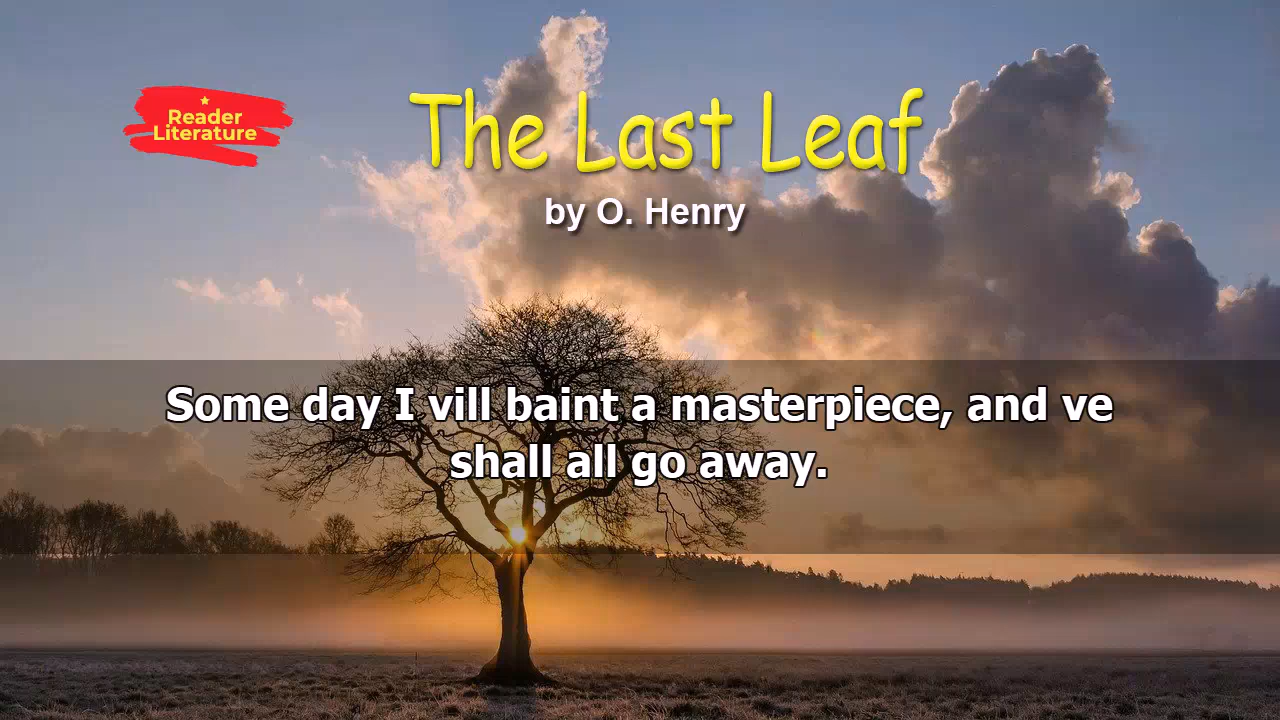 Reader
Literature
The Last Leaf
by O. Henry
Some day I vill baint a masterpiece, and ve
shall all go away.